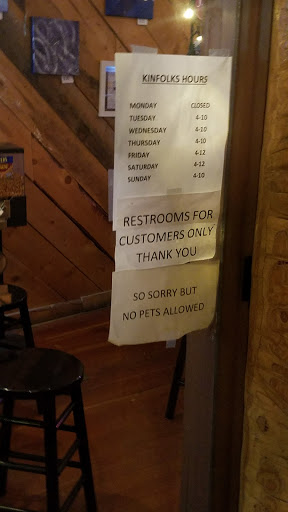 KINFOLKS HOURS
MONDAY CLOSED
TUESDAY 4-10
WEDNESDAY 4-10
THURSDAY 4-10
FRIDAY 4-12
SATURDAY 4-12
SUNDAY 4-10
RESTROOMS FOR
CUSTOMERS ONLY
THANK YOU
SO SORRY BUT
NO PETS ALLOWED